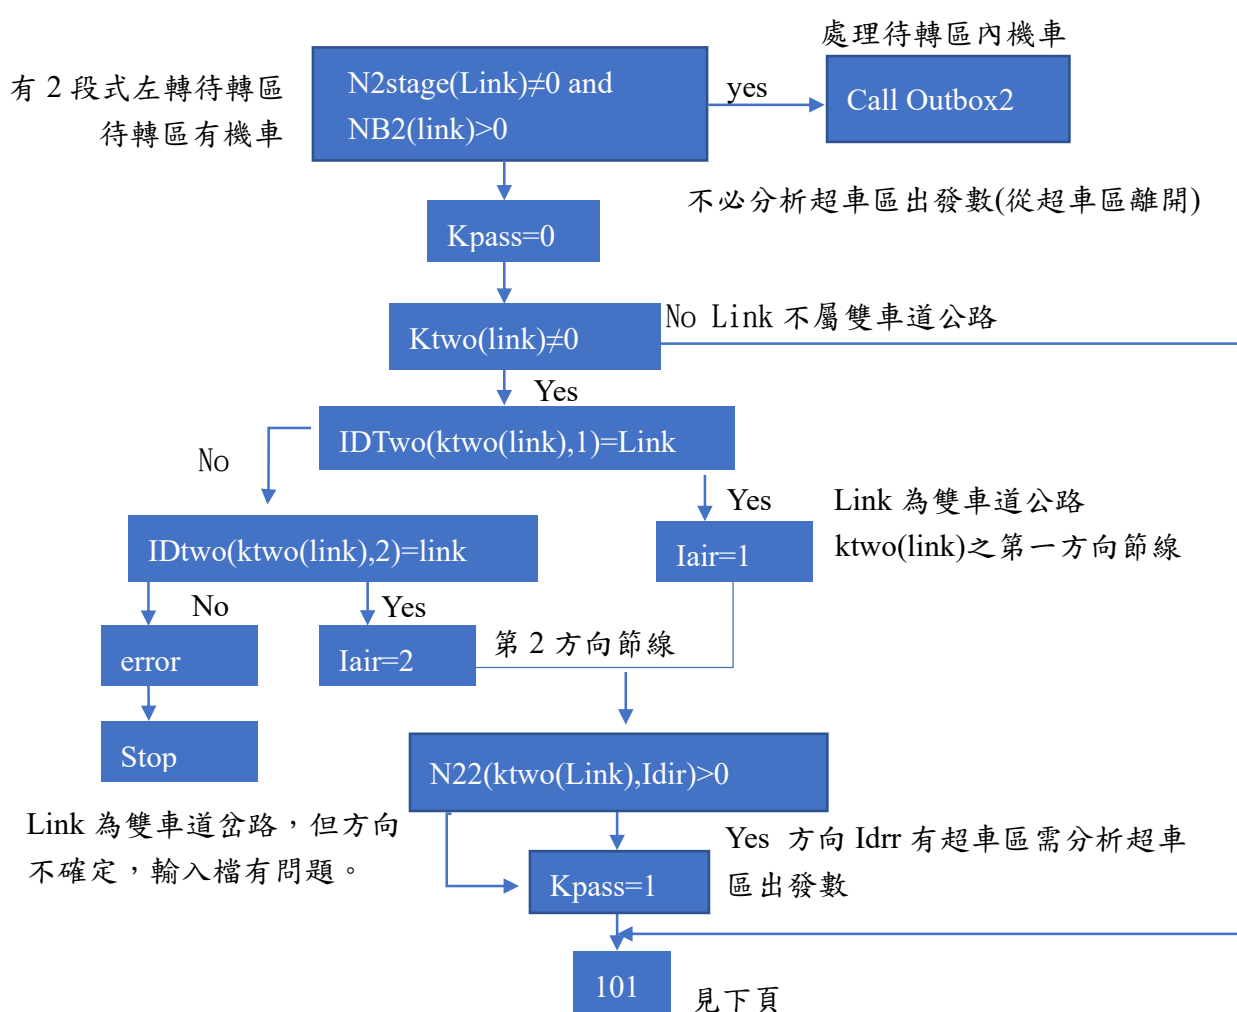 處理待轉區內機車
有 2 段式左轉待轉區
待轉區有機車
N2stage(Link)≠0 and
NB2(link)>0
yes
Call Outbox2
不必分析超車區出發數(從超車區離開)
Kpass=0
Ktwo(link)≠0
No Link 不屬雙車道公路
Yes
IDTwo(ktwo(link),1)=Link
No
Yes
Link 為雙車道公路
ktwo(link)之第一方向節線
IDtwo(ktwo(link),2)=link
Iair=1
No
Yes
error
Iair=2
第 2 方向節線
Stop
N22(ktwo(Link),Idir)>0
Link 為雙車道岔路，但方向
不確定，輸入檔有問題。
Yes 方向 Idrr 有超車區需分析超車
區出發數
Kpass=1
101
見下頁